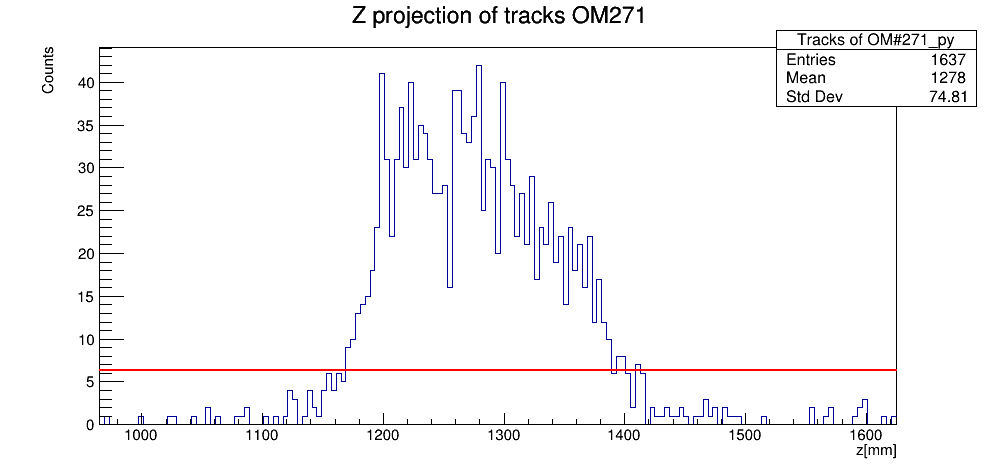 Z projection of tracks OM271
Tracks of OM#271_py
Entries 1637
Mean 1278
Std Dev 74.81
Counts
40
35
30
25
20
15
10
5
0
1000 1100 1200 1300 1400 1500 1600
z[mm]